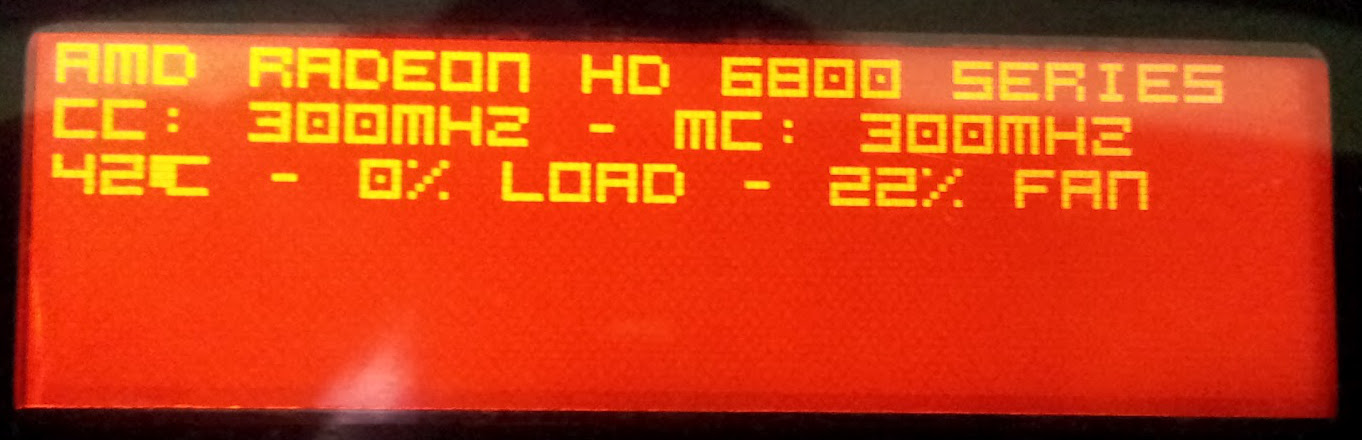 AMD RADEON HD 6800 SERIES
CC: 300MHZ - MC: 300MHZ
42°C - 0% LOAD - 22% FAN